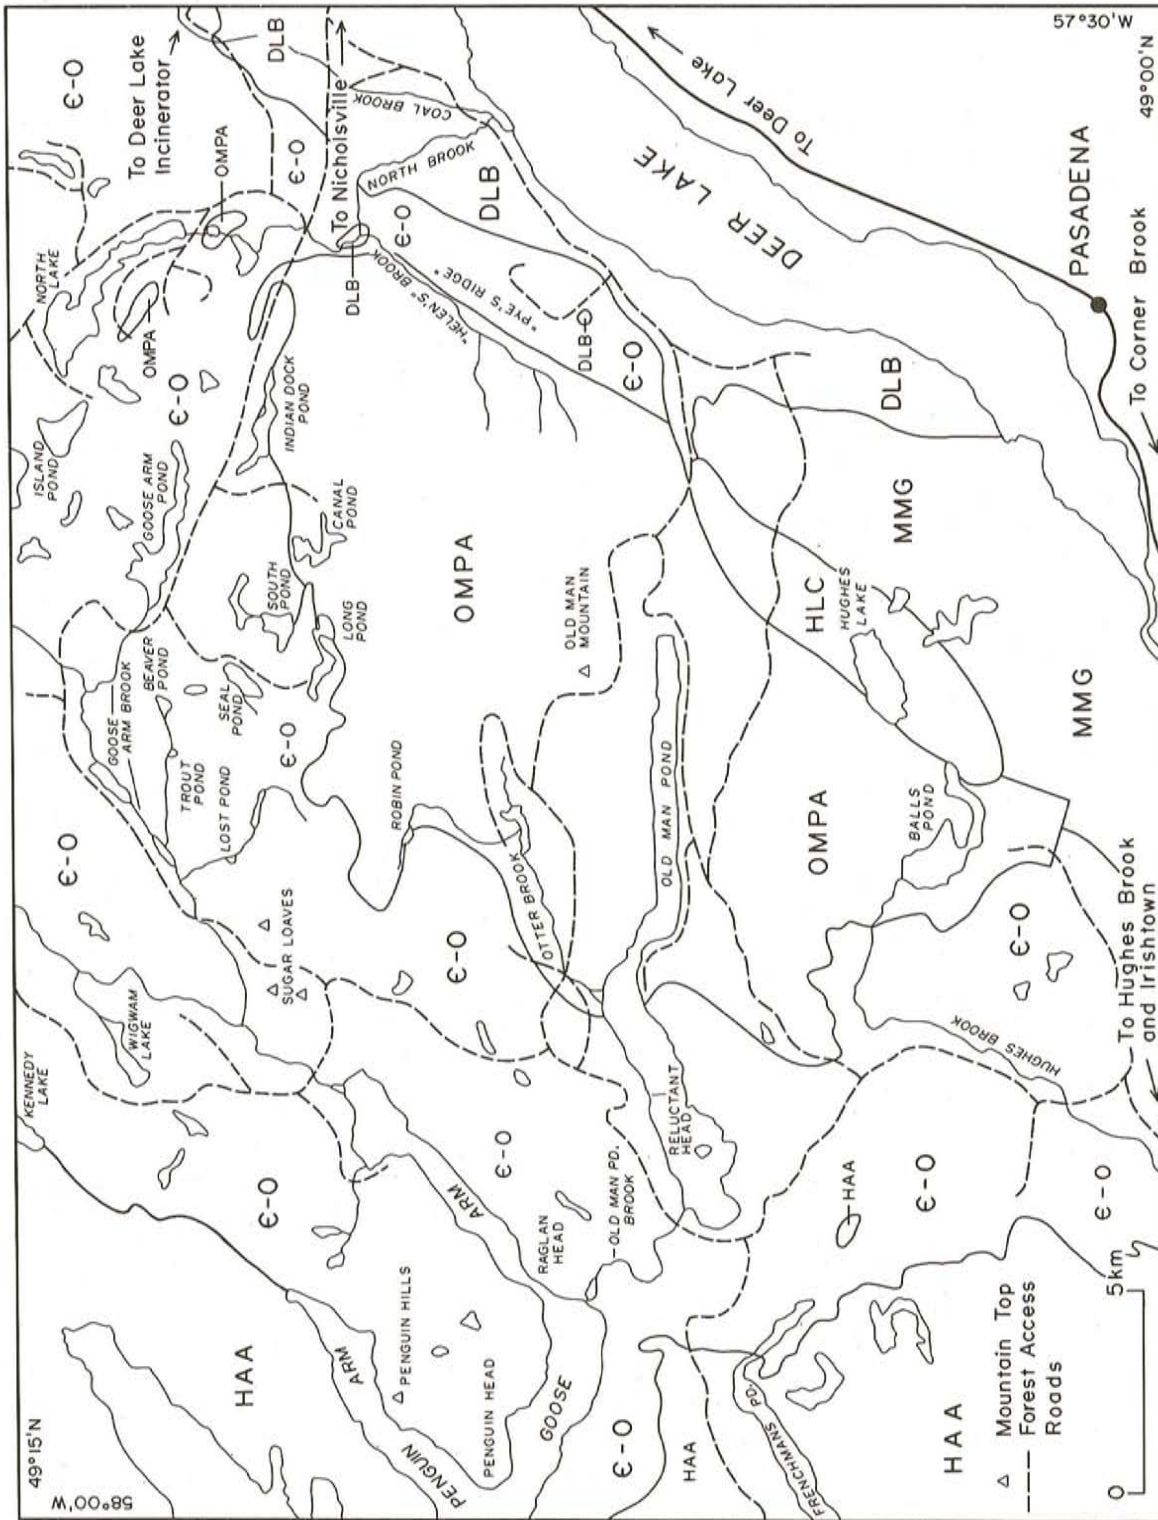 49°15'N
58°00'W
HAA
KENNEDY
LAKE
WIGWAM
LAKE
Є-O
ISLAND
POND
NORTH
LAKE
Є-O
To Deer Lake
Incinerator
DLB
GOOSE
ARM BROOK
BEAVER
POND
GOOSE ARM
POND
Є-O
OMPA
OMPA
Є-O
Є-O
TROUT
POND
LOST POND
SEAL
POND
SOUTH
POND
Є-O
SUGAR LOAVES
INDIAN DOCK
POND
CANAL
POND
LONG
POND
To Nicholsville
DLB
COAL BROOK
NORTH BROOK
Є-O
DLB
"HELEN'S" BROOK
"PYE'S RIDGE"
DLB-Є-O
Є-O
PENGUIN
ARM
PENGUIN HILLS
PENGUIN HEAD
GOOSE
ARM
RAGLAN
HEAD
Є-O
Є-O
ROBIN POND
OTTER BROOK
OMPA
OLD MAN
MOUNTAIN
OLD MAN PD.
BROOK
RELUCTANT
HEAD
OLD MAN POND
DEER LAKE
To Deer Lake
57°30'W
Є-O
HAA
FRENCHMANS PD.
HAA
HAA
Є-O
Є-O
OMPA
HLC
HUGHES
LAKE
BALLS
POND
Є-O
HUGHES BROOK
MMG
MMG
DLB
PASADENA
49°00'N
To Corner Brook
To Hughes Brook
and Irishtown
Mountain Top
Forest Access
Roads
0
5km